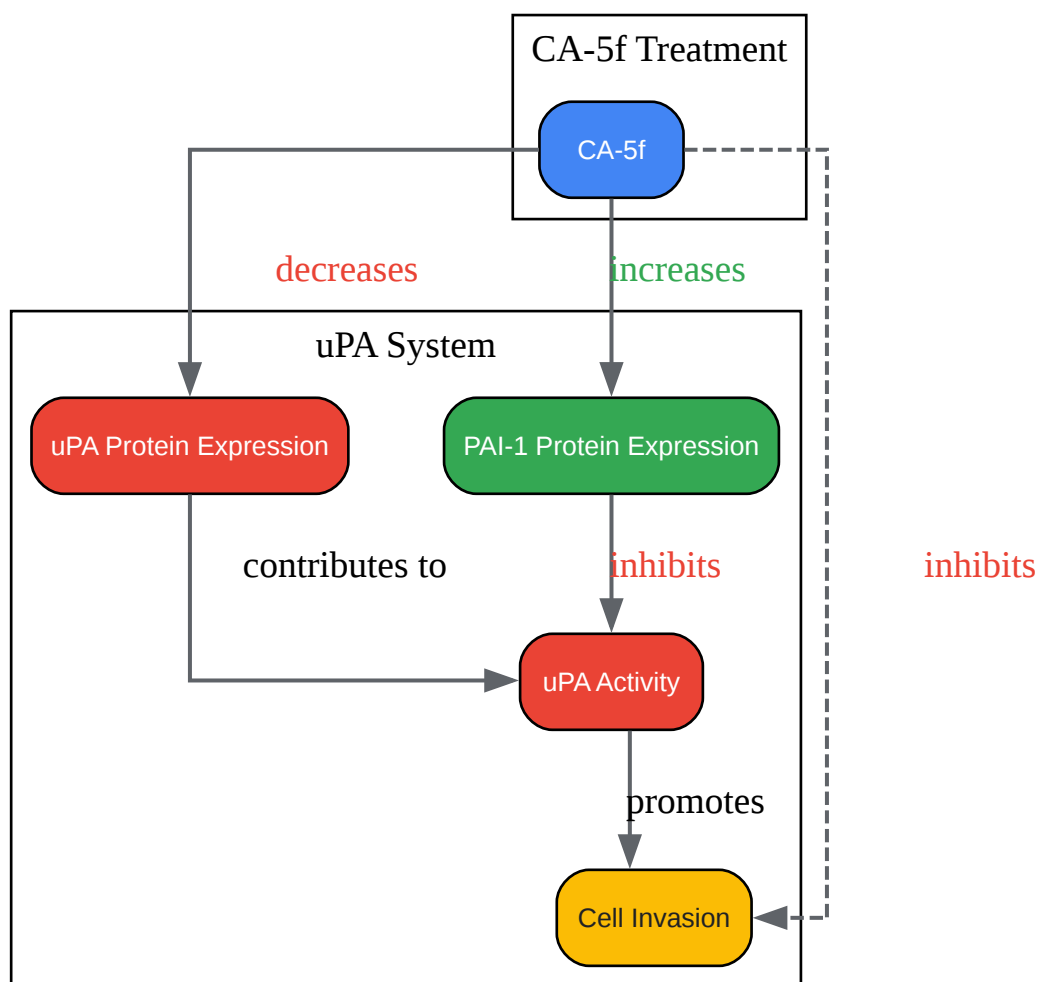 CA-5f Treatment
CA-5f
decreases
increases
uPA System
uPA Protein Expression
PAI-1 Protein Expression
contributes to
inhibits
inhibits
uPA Activity
promotes
Cell Invasion